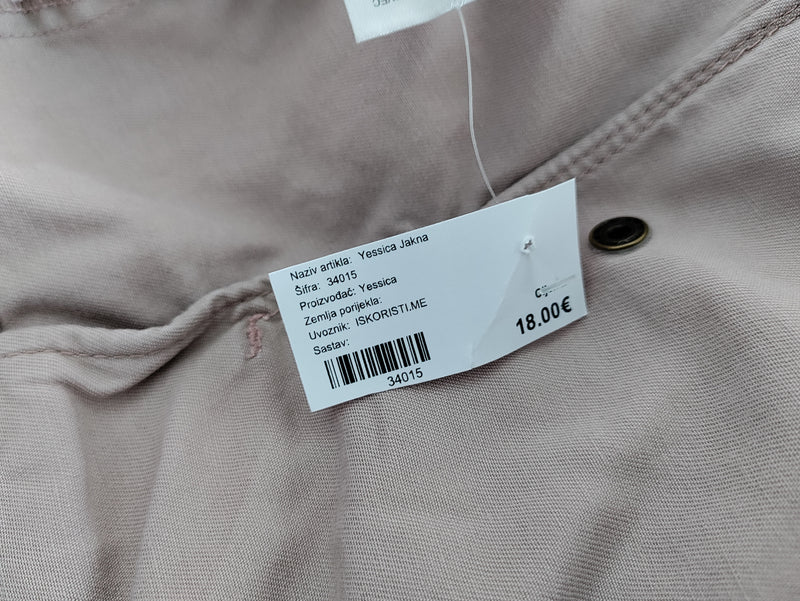 Naziv artikla: Yessica Jakna
Šifra: 34015
Proizvođač: Yessica
Zemlja porijekla:
Uvoznik: ISKORISTI.ME
Sastav:
34015
18.00€